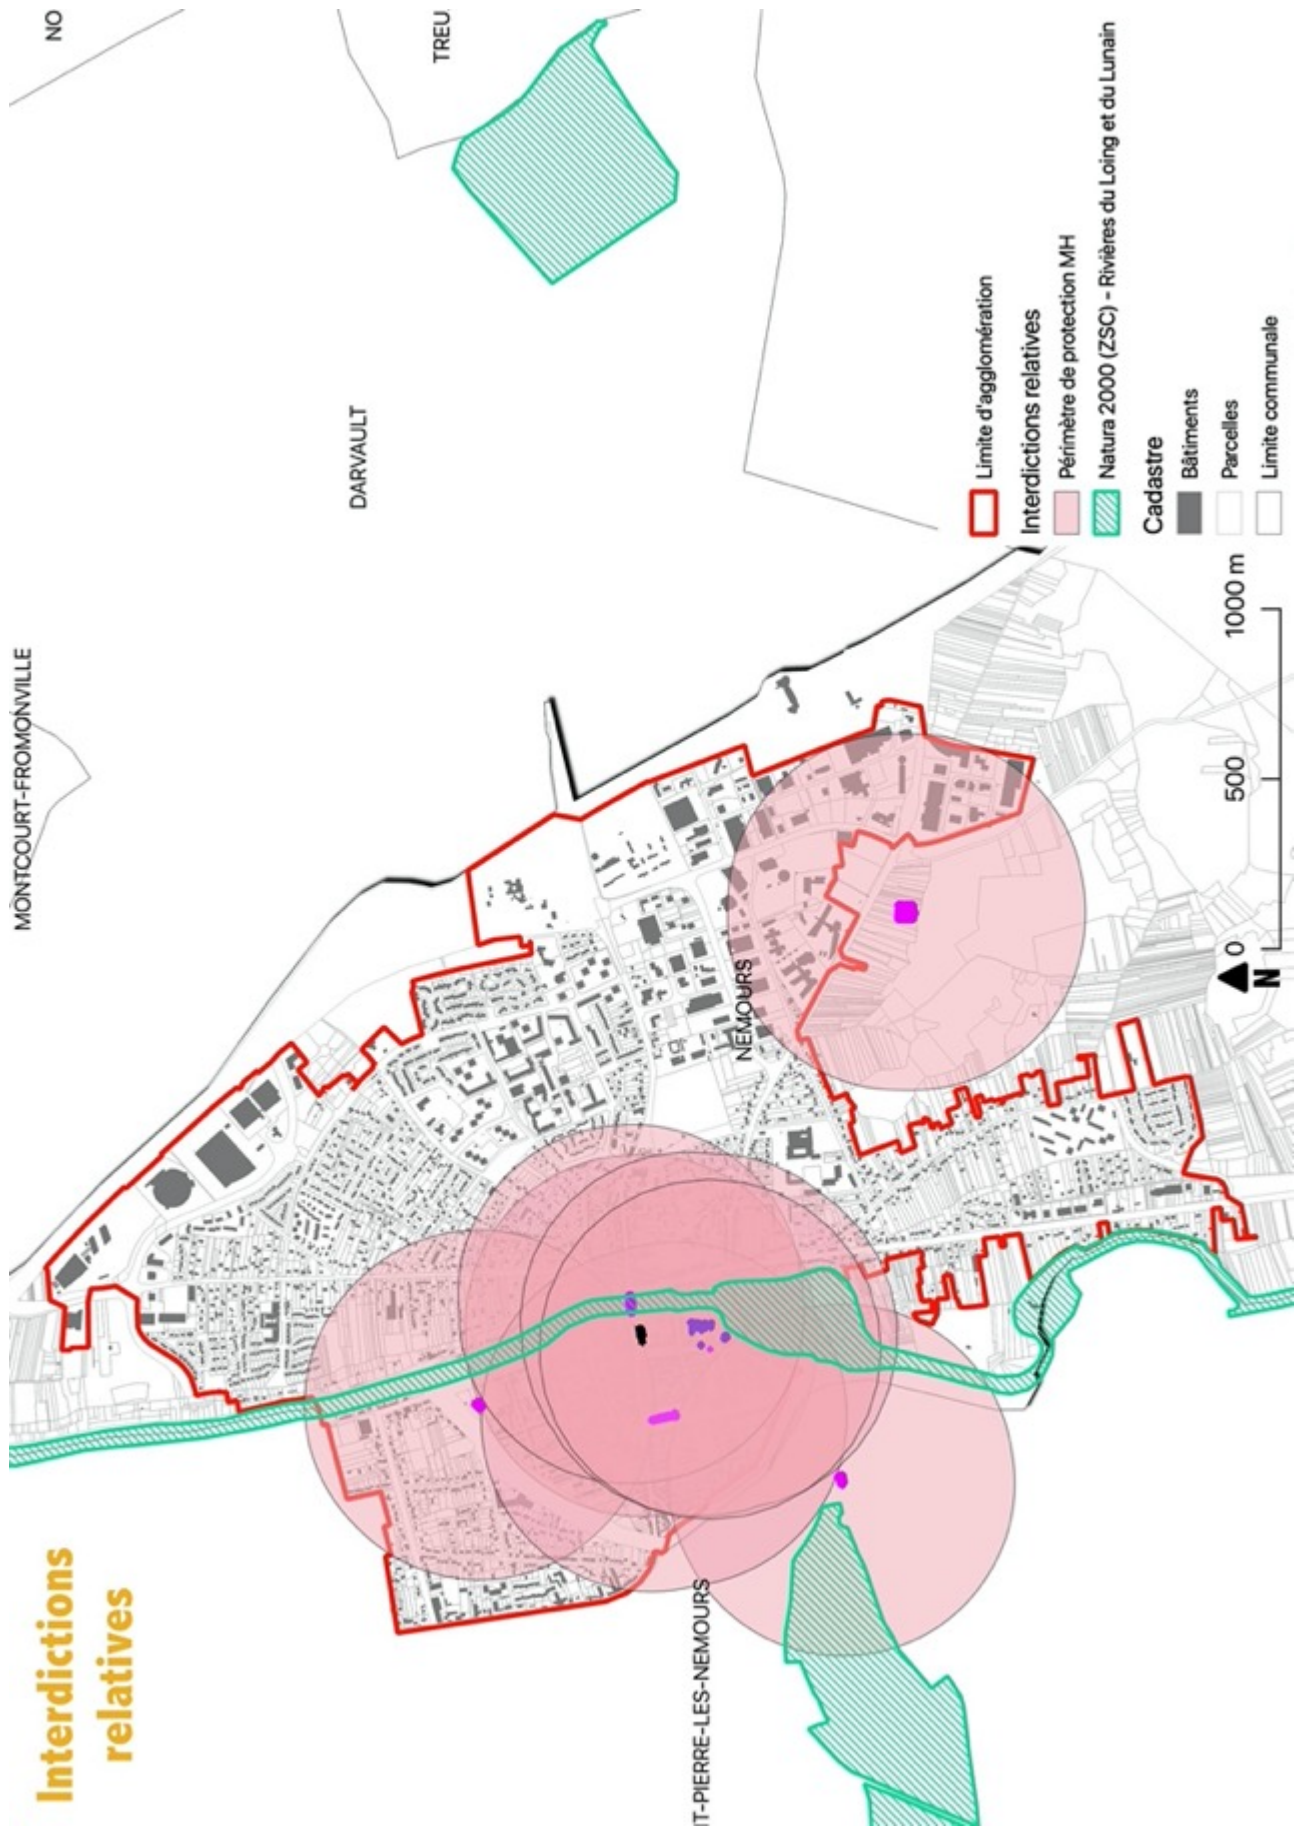 Interdictions
relatives
MONTCOURT-FROMONVILLE
NO
TREU
DARVAULT
NEMOURS
IT-PIERRE-LES-NEMOURS
Limite d'agglomération
Interdictions relatives
Périmètre de protection MH
Natura 2000 (ZSC) - Rivières du Loing et du Lunain
Cadastre
Bâtiments
Parcelles
Limite communale
N
0 500 1000 m